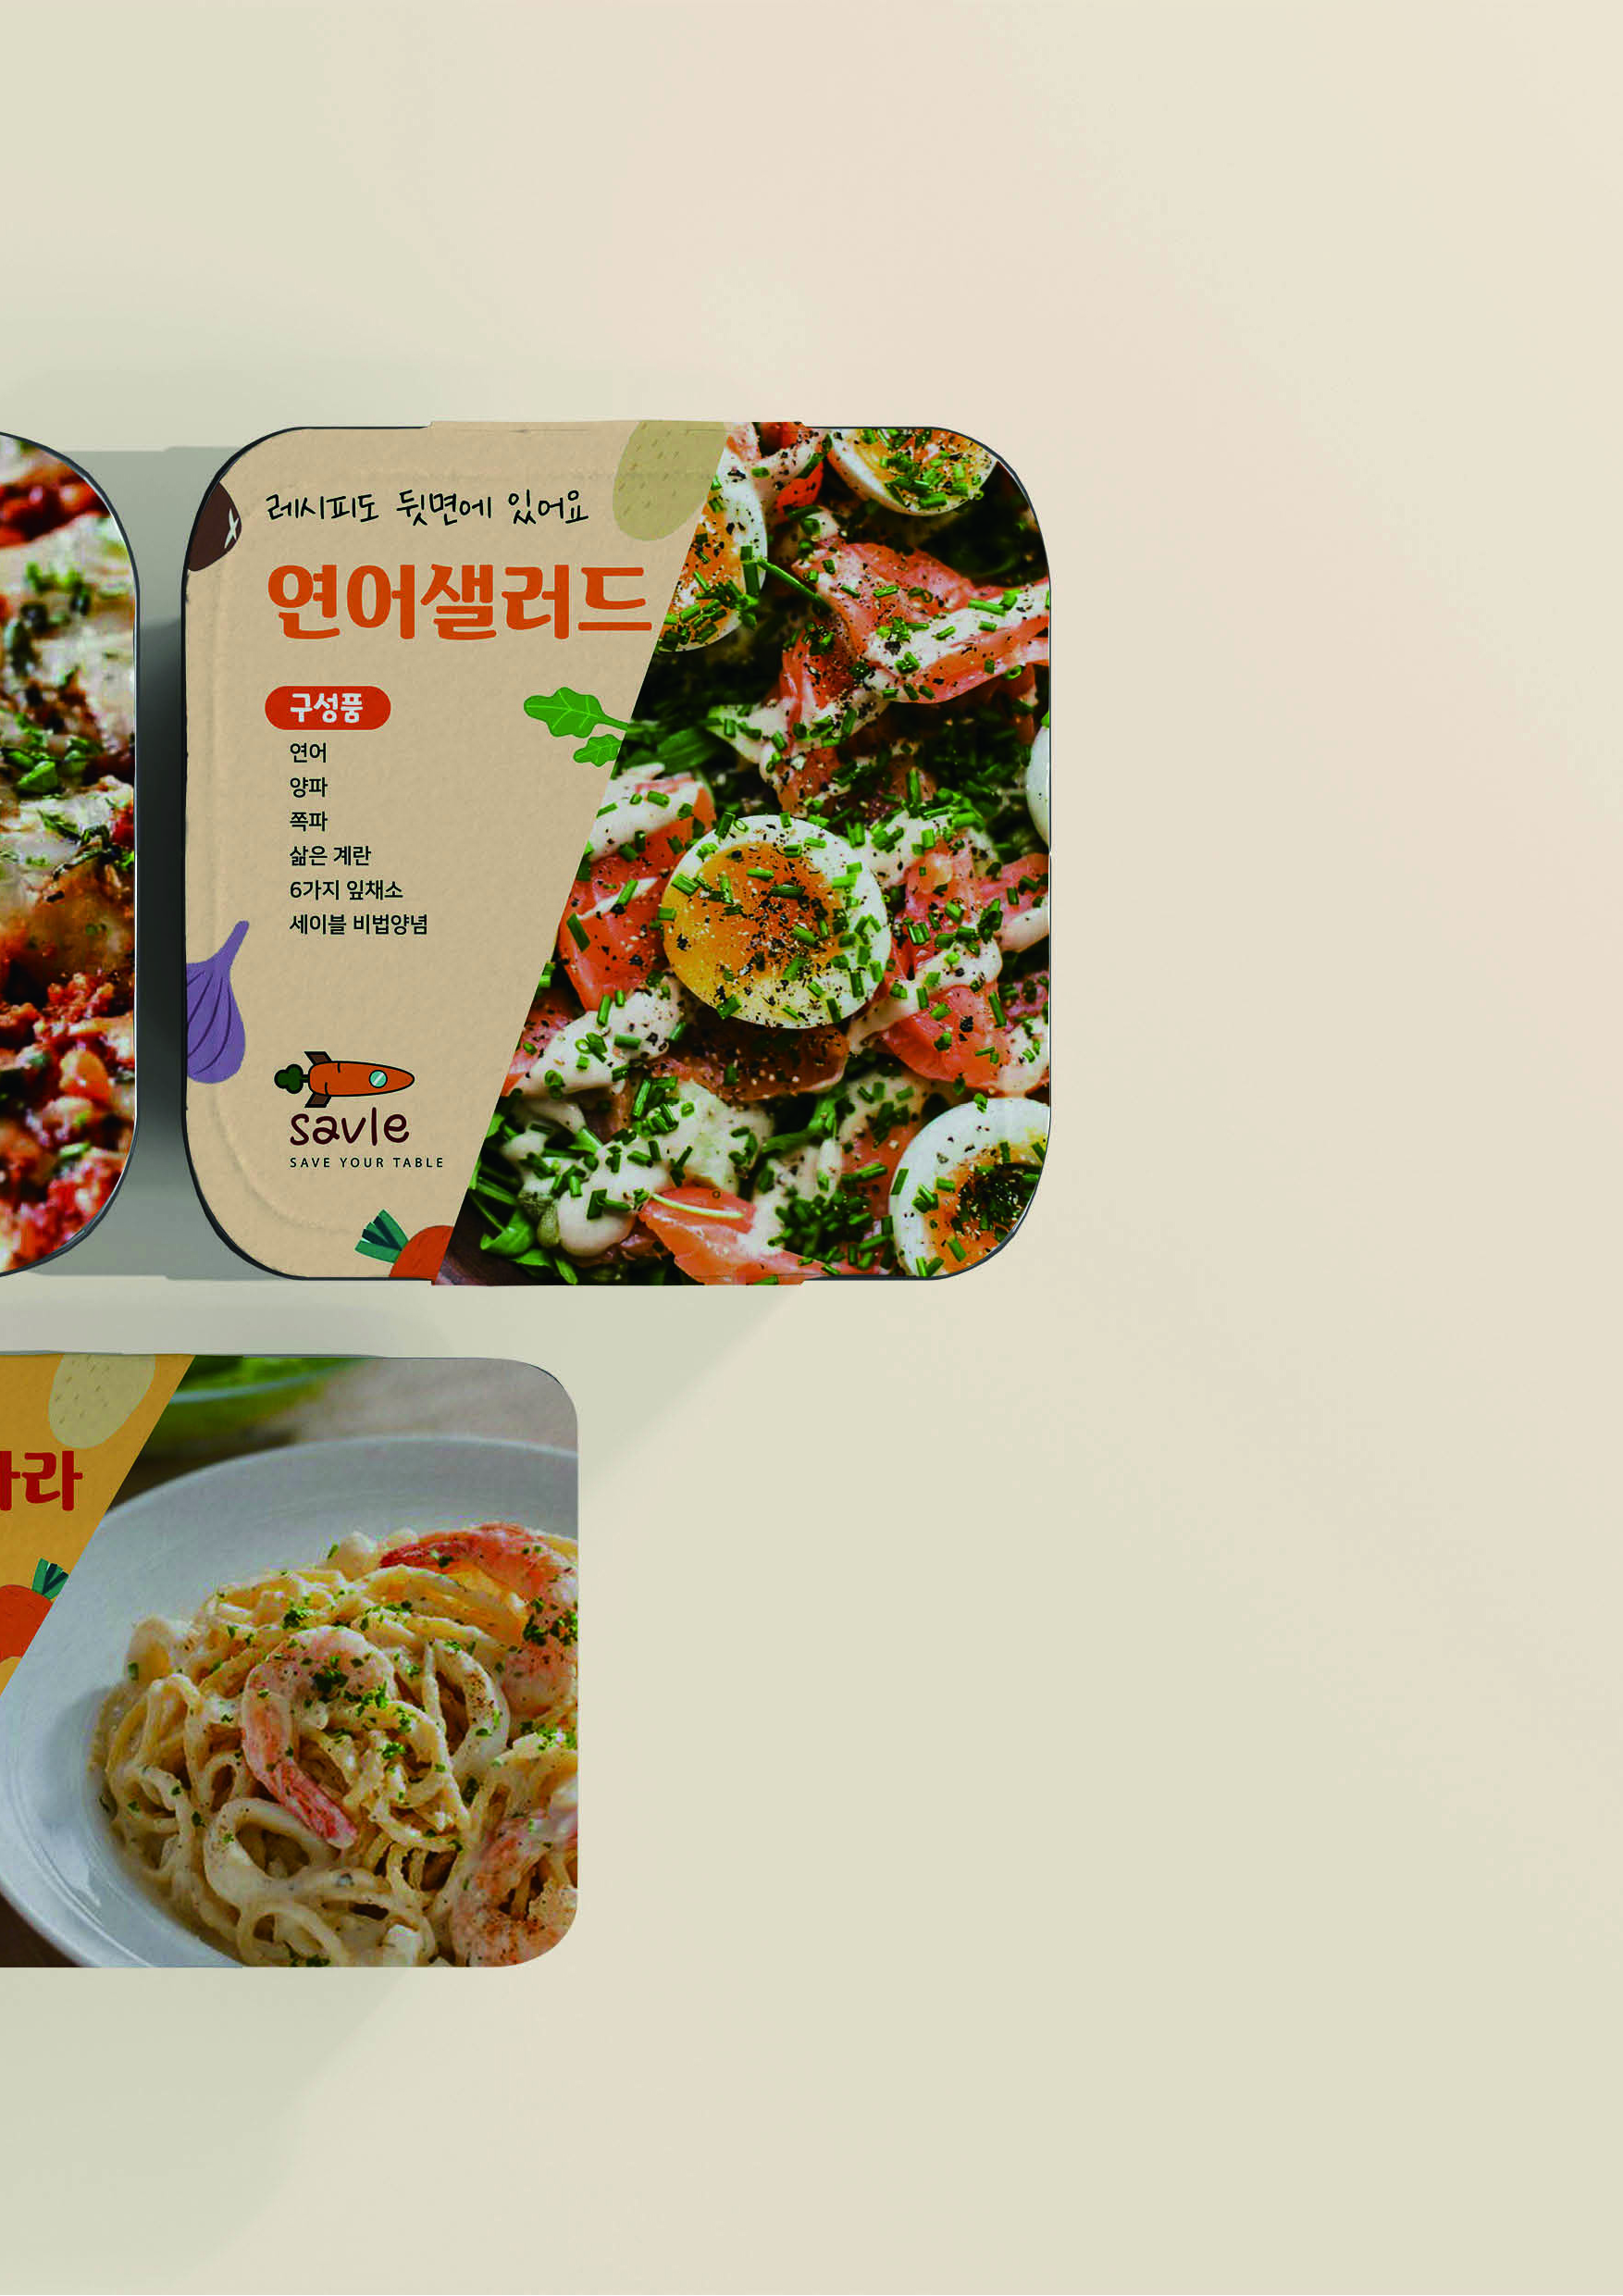 레시피도 뒷면에 있어요
연어샐러드
구성품
연어
양파
쪽파
삶은 계란
6가지 잎채소
세이블 비법양념
savle
SAVE YOUR TABLE
라